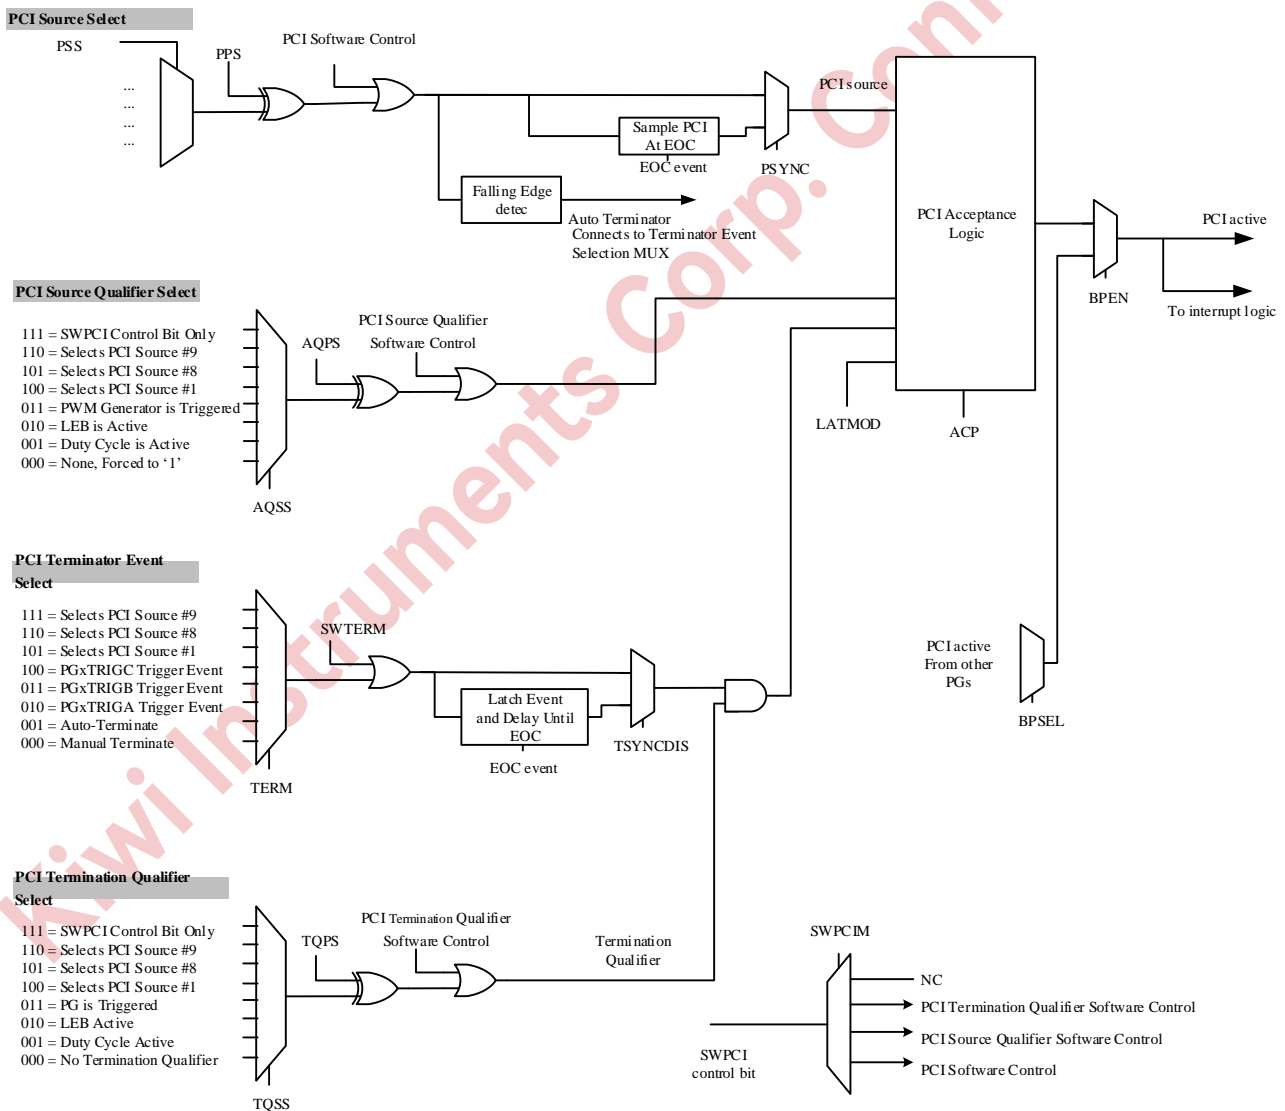 PCI Source Select
PSS
PPS
PCI Software Control
...
...
...
...
Sample PCI
At EOC
EOC event
PSYNC
PCI source
Falling Edge
detec
Auto Terminator
Connects to Terminator Event
Selection MUX
PCI Acceptance
Logic
PCI active
BPEN
To interrupt logic
LATMOD
ACP
PCI Source Qualifier Select
111 = SWPCI Control Bit Only
110 = Selects PCI Source #9
101 = Selects PCI Source #8
100 = Selects PCI Source #1
011 = PWM Generator is Triggered
010 = LEB is Active
001 = Duty Cycle is Active
000 = None, Forced to ‘1’
AQPS
PCI Source Qualifier
Software Control
AQSS
PCI Terminator Event
Select
111 = Selects PCI Source #9
110 = Selects PCI Source #8
101 = Selects PCI Source #1
100 = PGxTRIGC Trigger Event
011 = PGxTRIGB Trigger Event
010 = PGxTRIGA Trigger Event
001 = Auto-Terminate
000 = Manual Terminate
SWTERM
Latch Event
and Delay Until
EOC
EOC event
TSYNCDIS
TERM
PCI active
From other
PGs
BPSEL
PCI Termination Qualifier
Select
111 = SWPCI Control Bit Only
110 = Selects PCI Source #9
101 = Selects PCI Source #8
100 = Selects PCI Source #1
011 = PG is Triggered
010 = LEB Active
001 = Duty Cycle Active
000 = No Termination Qualifier
TQPS
PCI Termination Qualifier
Software Control
Termination
Qualifier
TQSS
SWPCIM
NC
PCI Termination Qualifier Software Control
PCI Source Qualifier Software Control
PCI Software Control
SWPCI
control bit
Kiwi Instruments Corp. Con